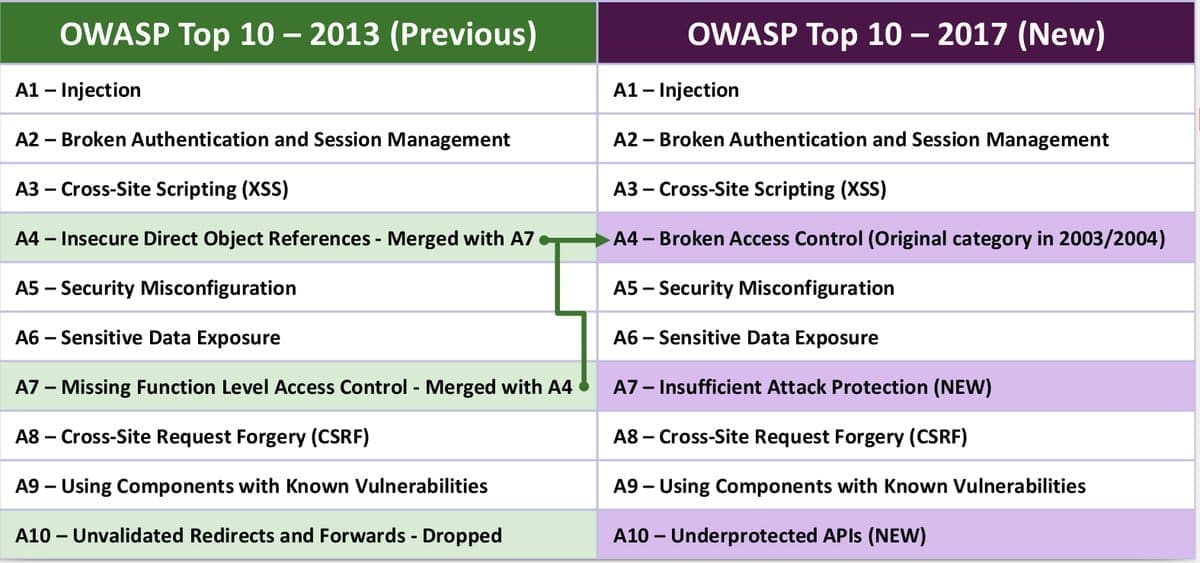 OWASP Top 10 – 2013 (Previous)
OWASP Top 10 – 2017 (New)
A1 – Injection
A1 – Injection
A2 – Broken Authentication and Session Management
A2 – Broken Authentication and Session Management
A3 – Cross-Site Scripting (XSS)
A3 – Cross-Site Scripting (XSS)
A4 – Insecure Direct Object References - Merged with A7
A4 – Broken Access Control (Original category in 2003/2004)
A5 – Security Misconfiguration
A5 – Security Misconfiguration
A6 – Sensitive Data Exposure
A6 – Sensitive Data Exposure
A7 – Missing Function Level Access Control - Merged with A4
A7 – Insufficient Attack Protection (NEW)
A8 – Cross-Site Request Forgery (CSRF)
A8 – Cross-Site Request Forgery (CSRF)
A9 – Using Components with Known Vulnerabilities
A9 – Using Components with Known Vulnerabilities
A10 – Unvalidated Redirects and Forwards - Dropped
A10 – Underprotected APIs (NEW)